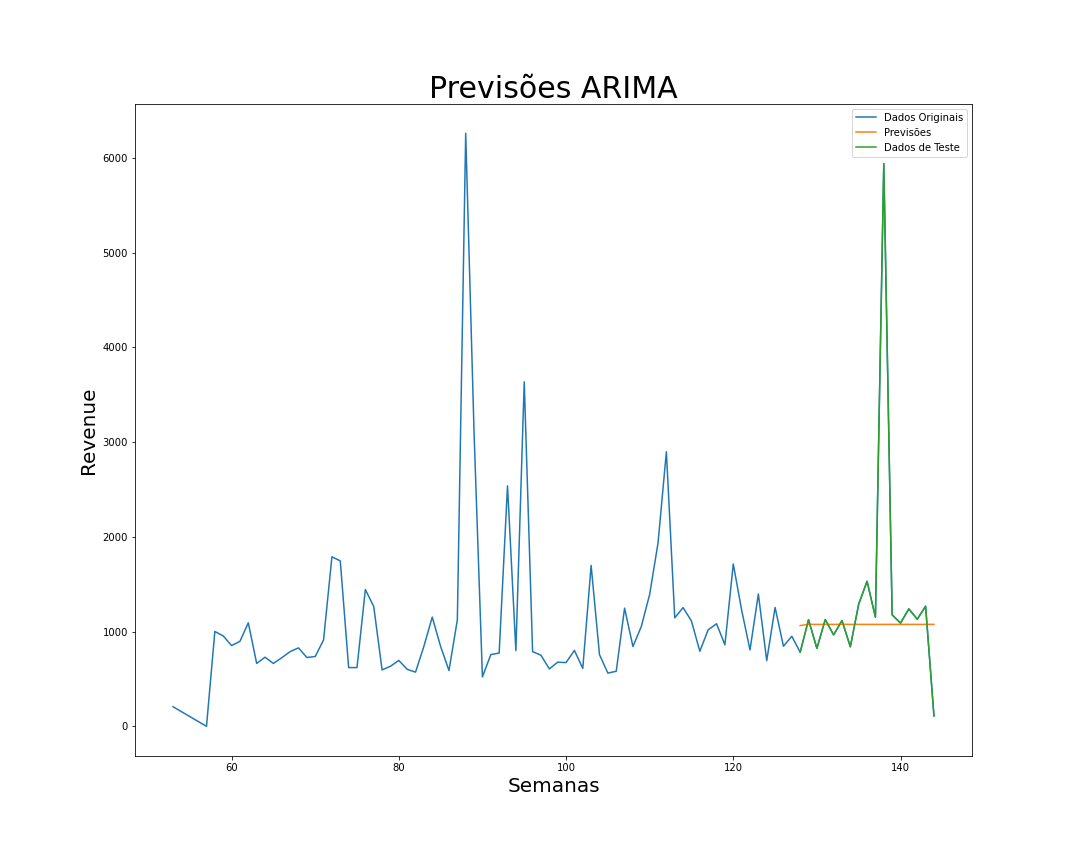 Previsões ARIMA
Dados Originais
Previsões
Dados de Teste
6000
5000
4000
3000
2000
1000
0
Revenue
60 80 100 120 140
Semanas